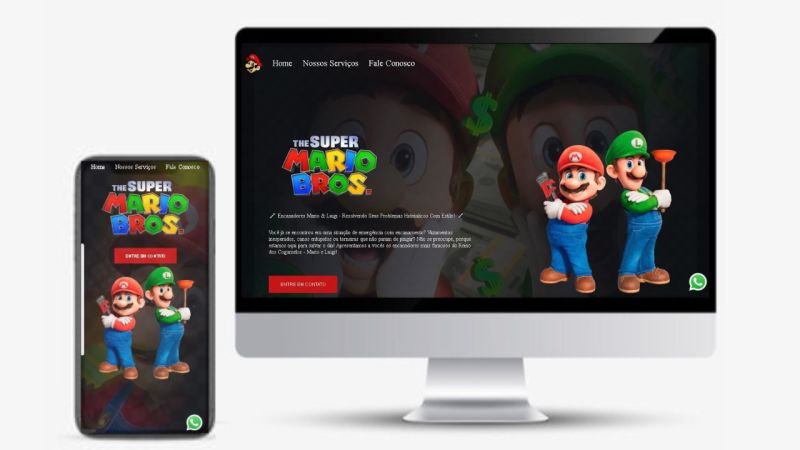 Home Nossos Serviços Fale Conosco
THE SUPER
MARIO
BROS.
ENTRE EM CONTATO
Home Nossos Serviços Fale Conosco
THE SUPER
MARIO
BROS.
Encanadores Mario & Luigi - Resolvendo Seus Problemas Hidráulicos Com Estilo!
Você já se encontrou em uma situação de emergência com encanamento? Vazamentos
inesperados, canos entupidos ou torneiras que não param de pingar? Não se preocupe, porque
estamos aqui para salvar o dia! Apresentamos a vocês os encanadores mais famosos do Reino
dos Cogumelos - Mario e Luigi!
ENTRE EM CONTATO
M
L